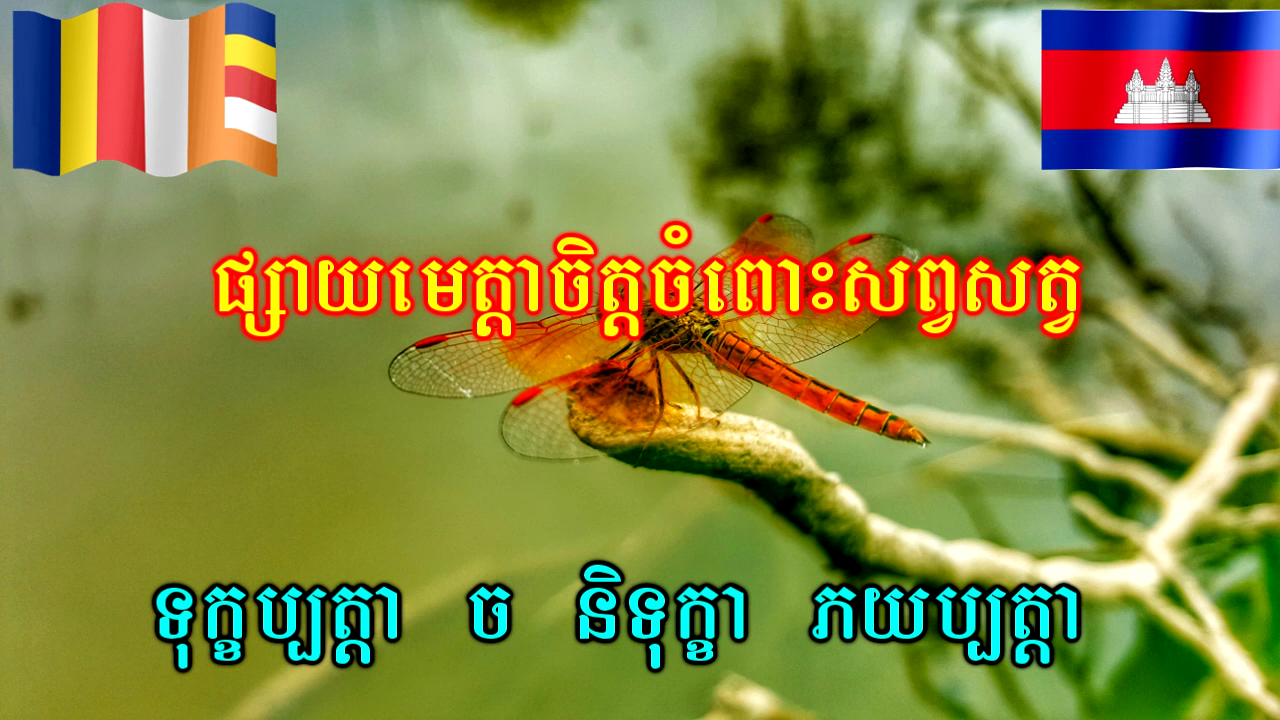 ផ្សាយមេត្តាចិត្តចំពោះសព្វសត្វ
ទុក្ខប្បត្តា ច និទុក្ខា ភយប្បត្តា